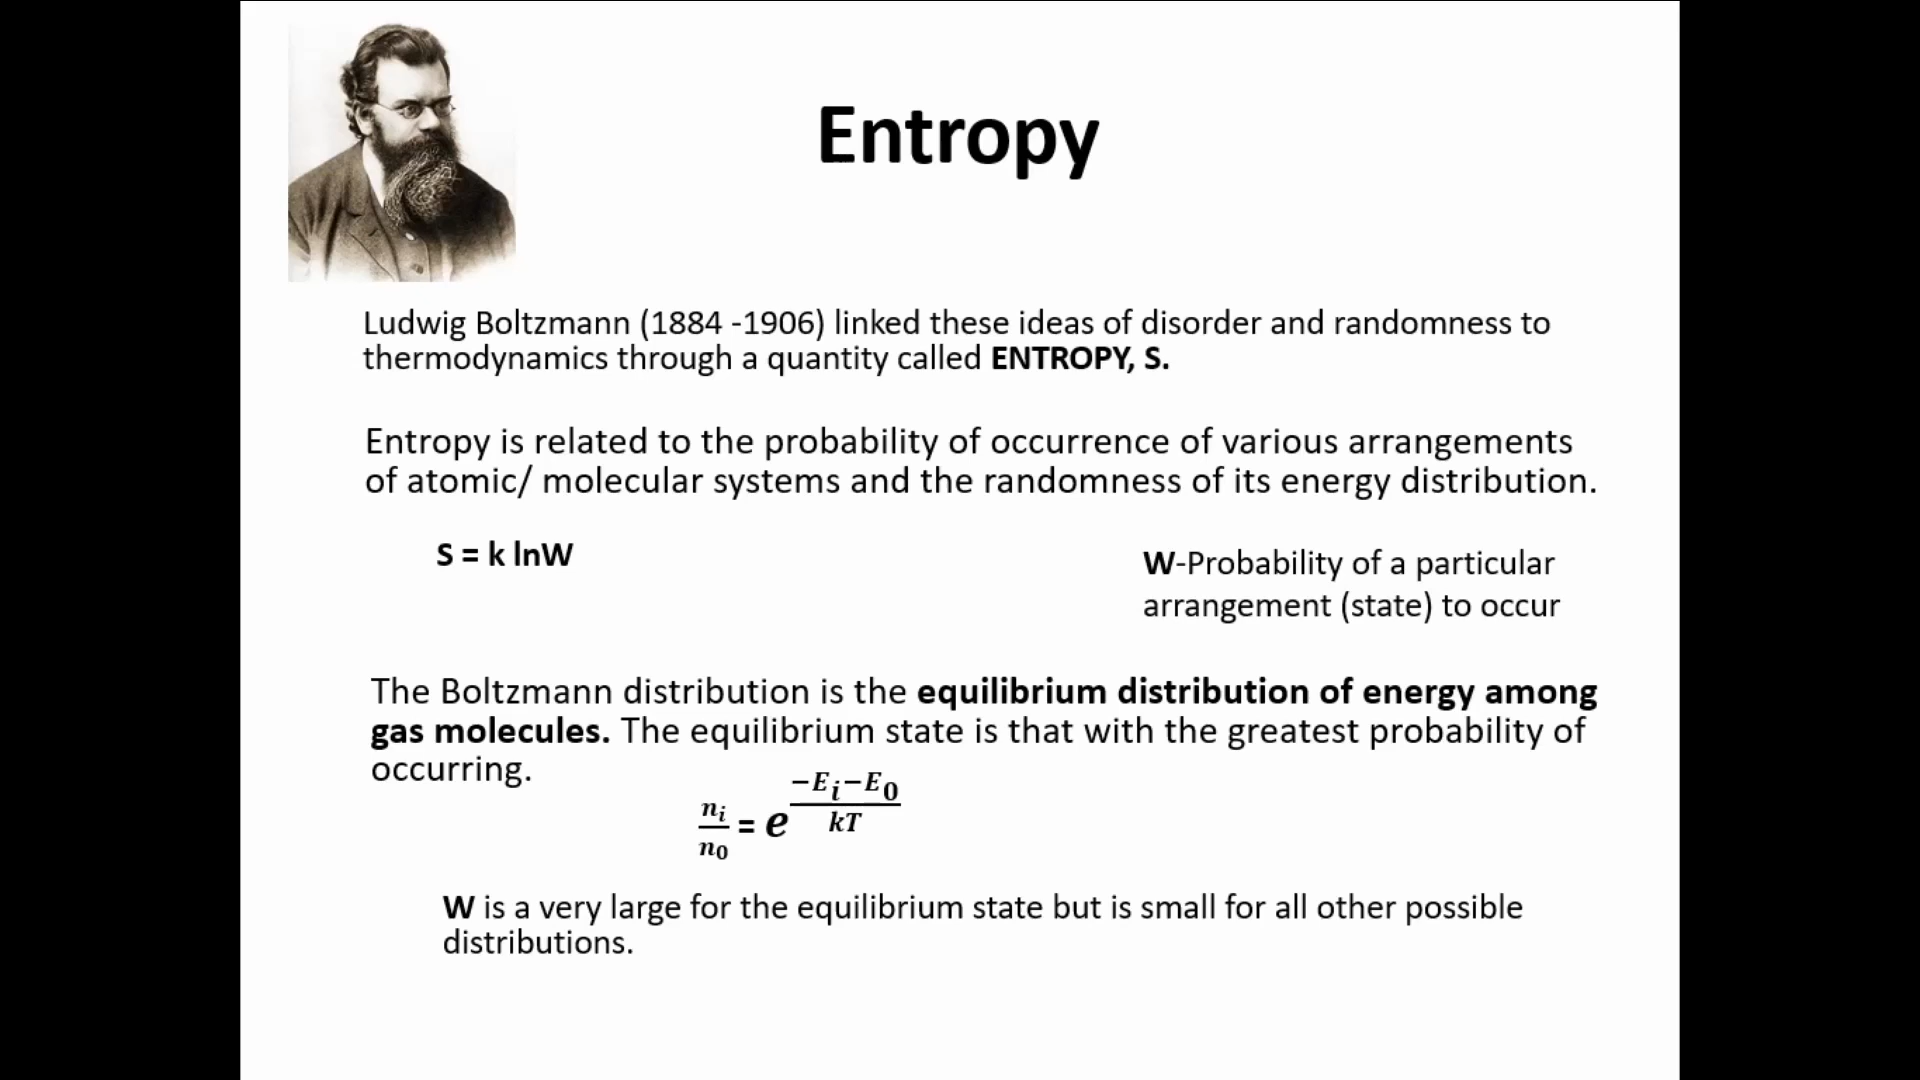 Entropy
Ludwig Boltzmann (1884 -1906) linked these ideas of disorder and randomness to
thermodynamics through a quantity called ENTROPY, S.
Entropy is related to the probability of occurrence of various arrangements
of atomic/ molecular systems and the randomness of its energy distribution.
S = k lnW
W-Probability of a particular
arrangement (state) to occur
The Boltzmann distribution is the equilibrium distribution of energy among
gas molecules. The equilibrium state is that with the greatest probability of
occurring.
nᵢ/n₀ = e^((−Eᵢ−E₀)/kT)
W is a very large for the equilibrium state but is small for all other possible
distributions.